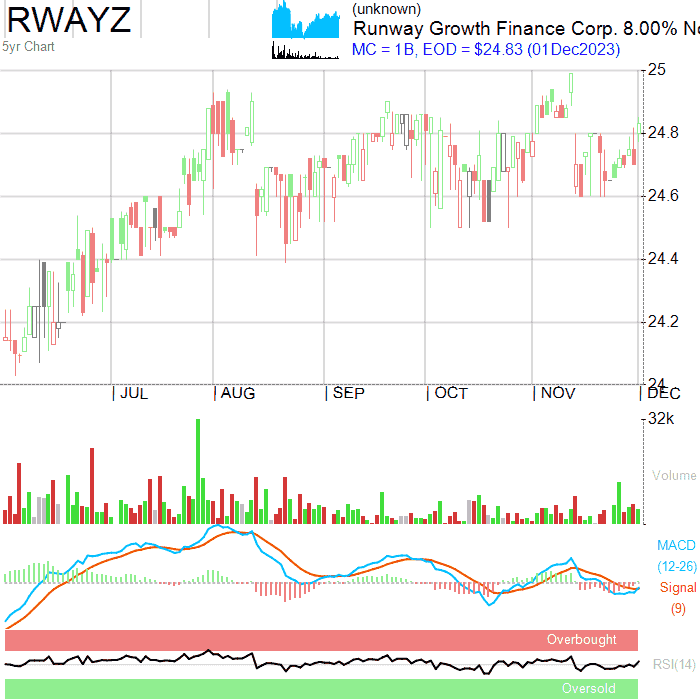 RWAYZ
5yr Chart
(unknown)
Runway Growth Finance Corp. 8.00% No
MC = 1B, EOD = $24.83 (01Dec2023)
25
24.8
24.6
24.4
24.2
24
JUL AUG SEP OCT NOV DEC
32k
Volume
MACD
(12-26)
Signal
(9)
Overbought
RSI(14)
Oversold